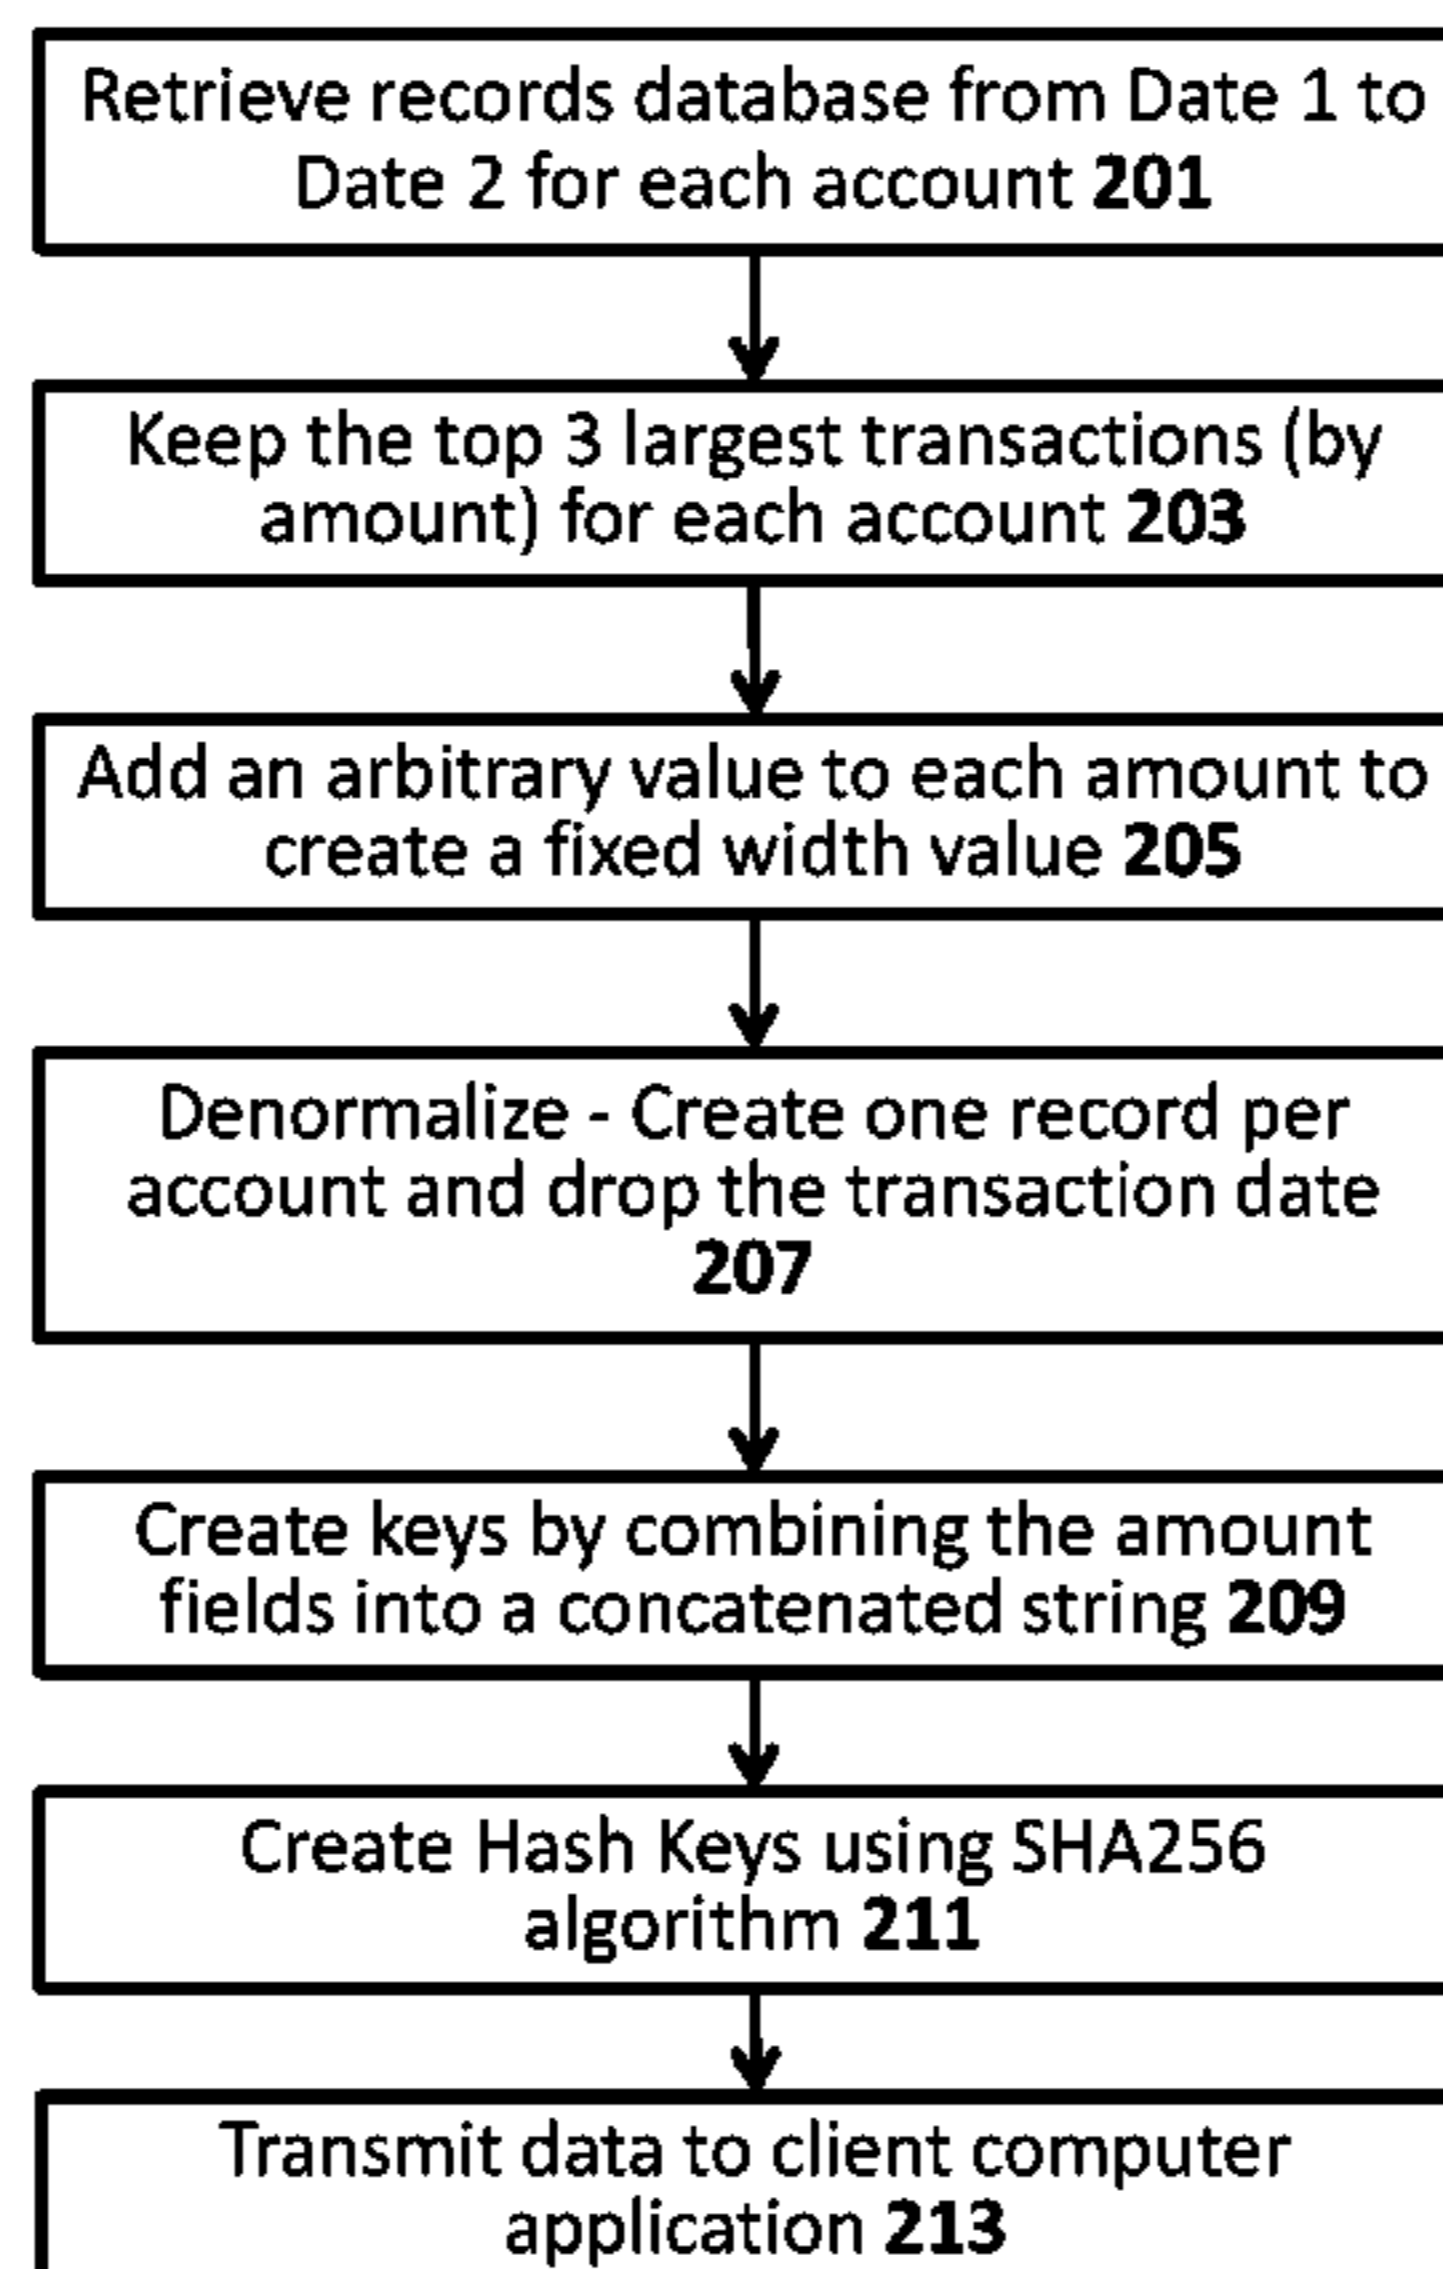 Retrieve records database from Date 1 to
Date 2 for each account 201
Keep the top 3 largest transactions (by
amount) for each account 203
Add an arbitrary value to each amount to
create a fixed width value 205
Denormalize - Create one record per
account and drop the transaction date
207
Create keys by combining the amount
fields into a concatenated string 209
Create Hash Keys using SHA256
algorithm 211
Transmit data to client computer
application 213